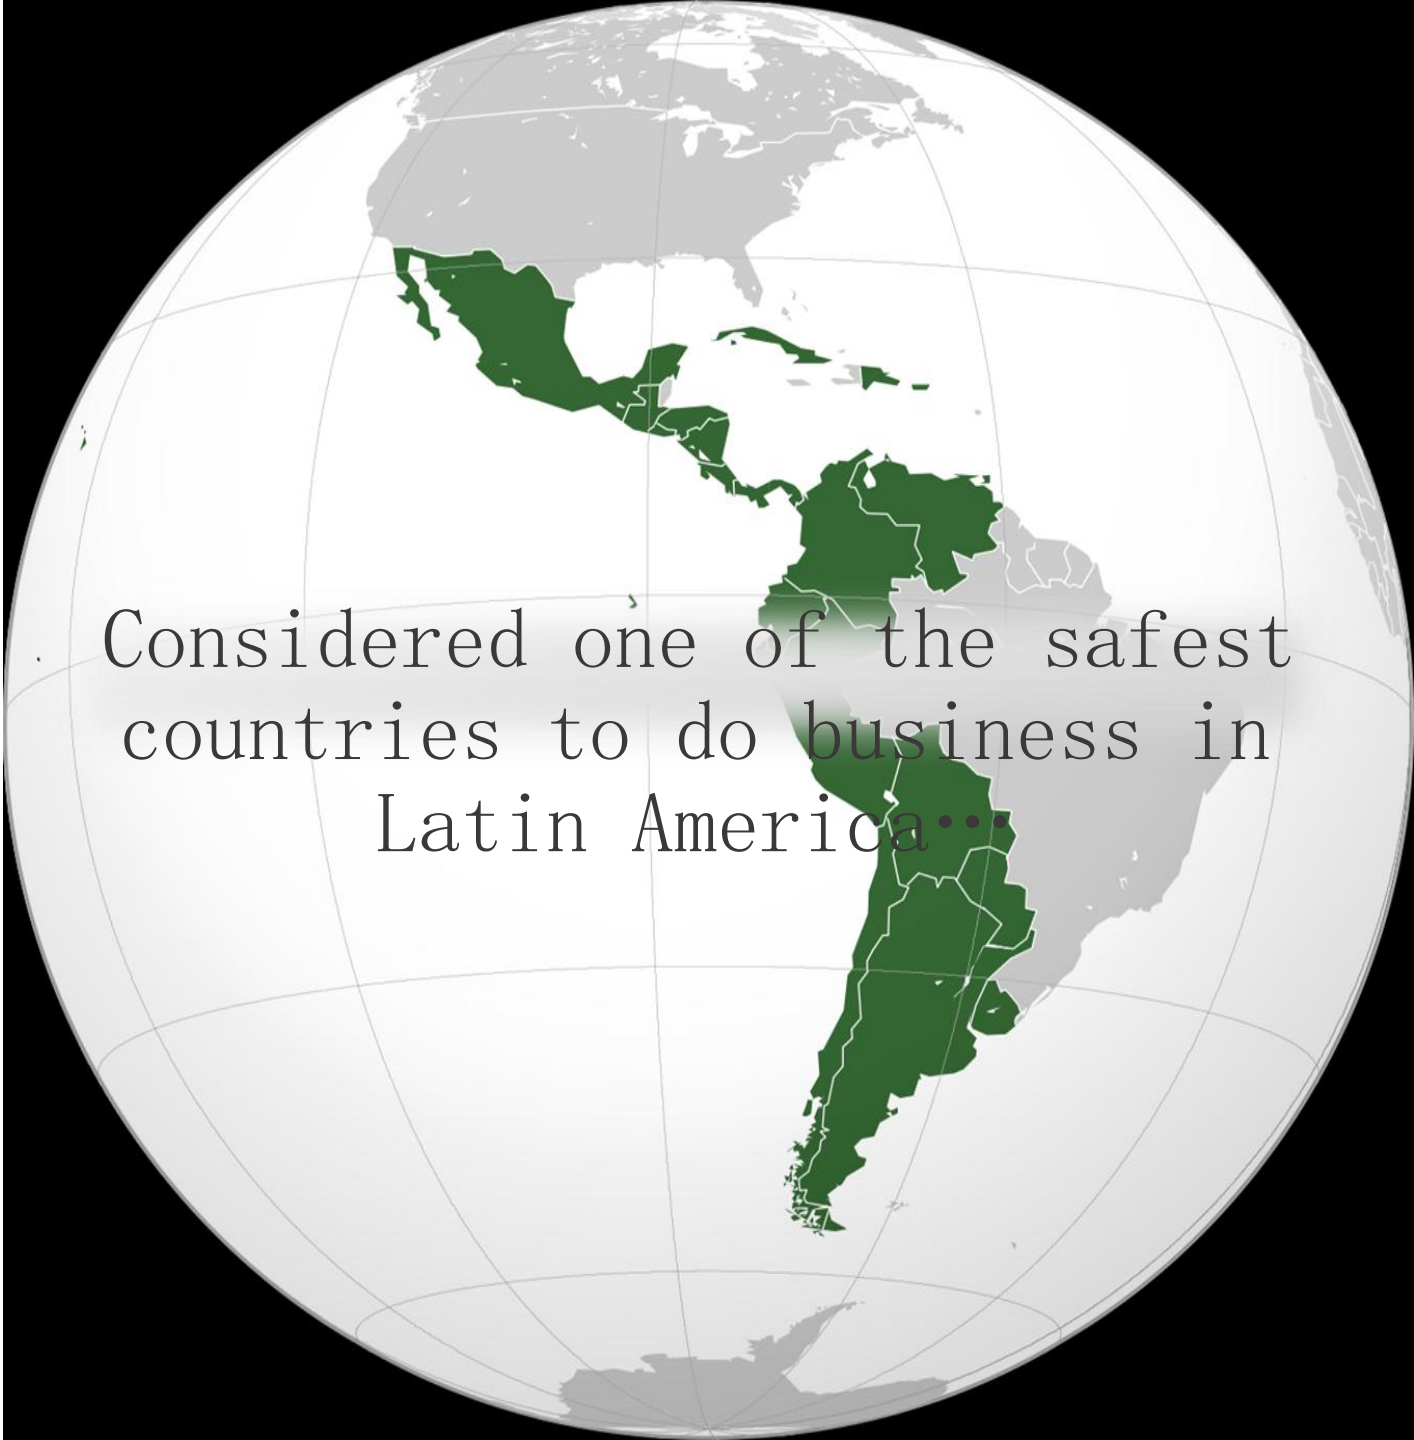 Considered one of the safest
countries to do business in
Latin America…